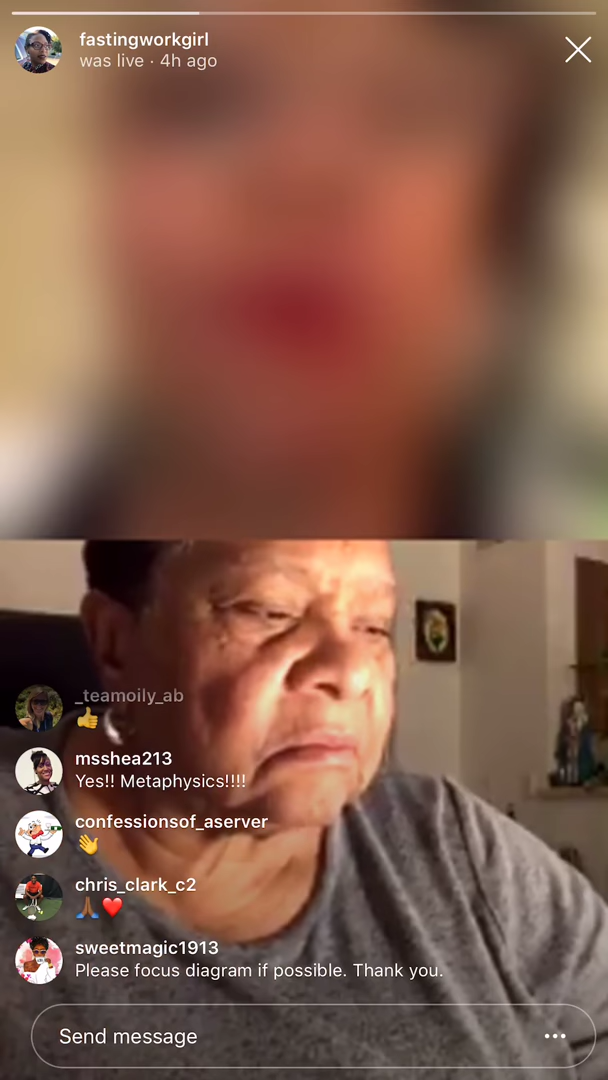 fastingworkgirl
was live · 4h ago
_teamoily_ab
👍
msshea213
Yes!! Metaphysics!!!!
confessionsof_aserver
👋
chris_clark_c2
🙏🏾❤️
sweetmagic1913
Please focus diagram if possible. Thank you.
Send message